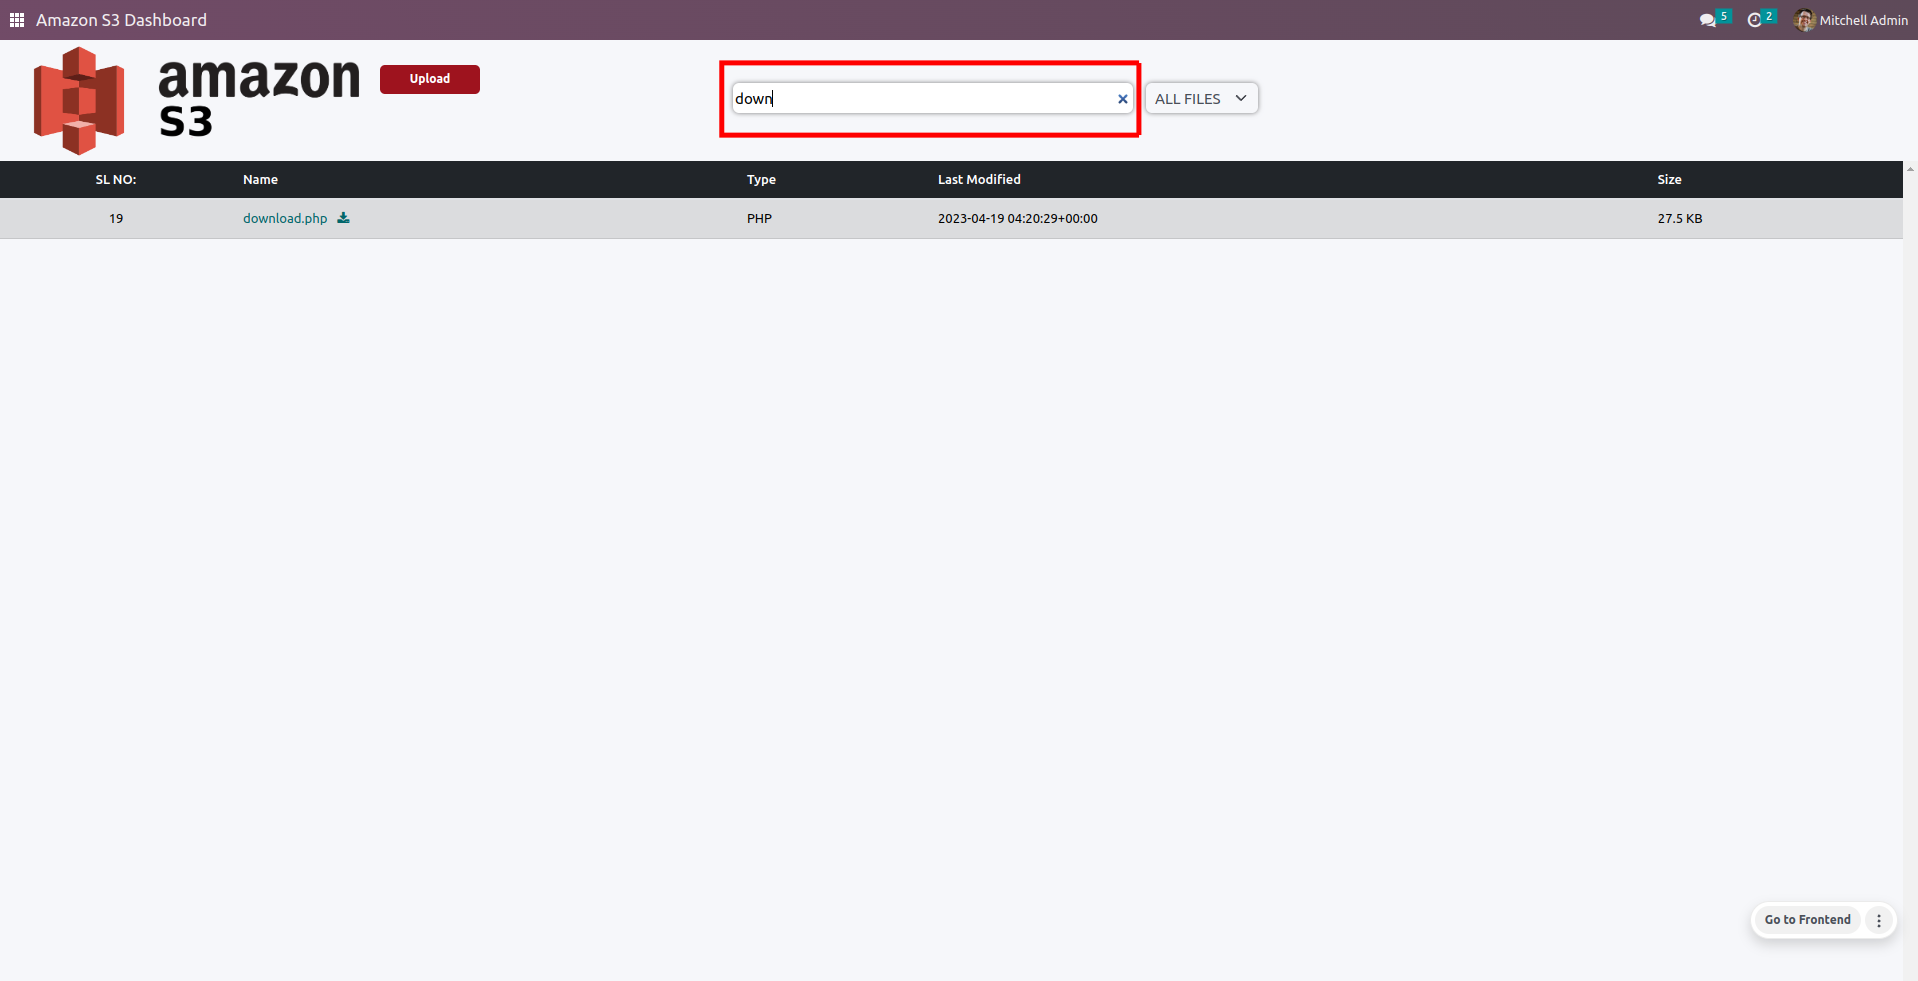 Amazon S3 Dashboard 5 2 Mitchell Admin
amazon
S3
Upload
down
ALL FILES
SL NO: Name Type Last Modified Size
19 download.php PHP 2023-04-19 04:20:29+00:00 27.5 KB
Go to Frontend